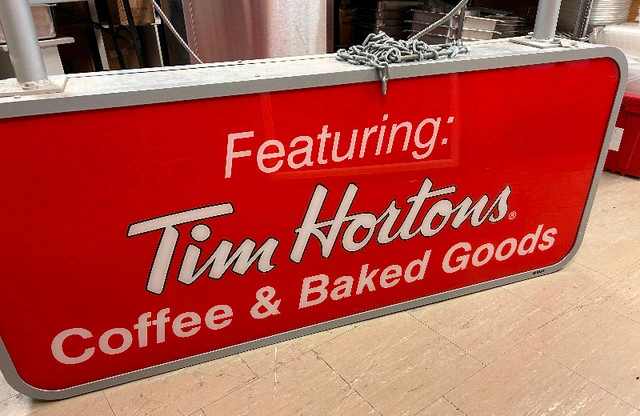 Featuring:
Tim Hortons®
Coffee & Baked Goods